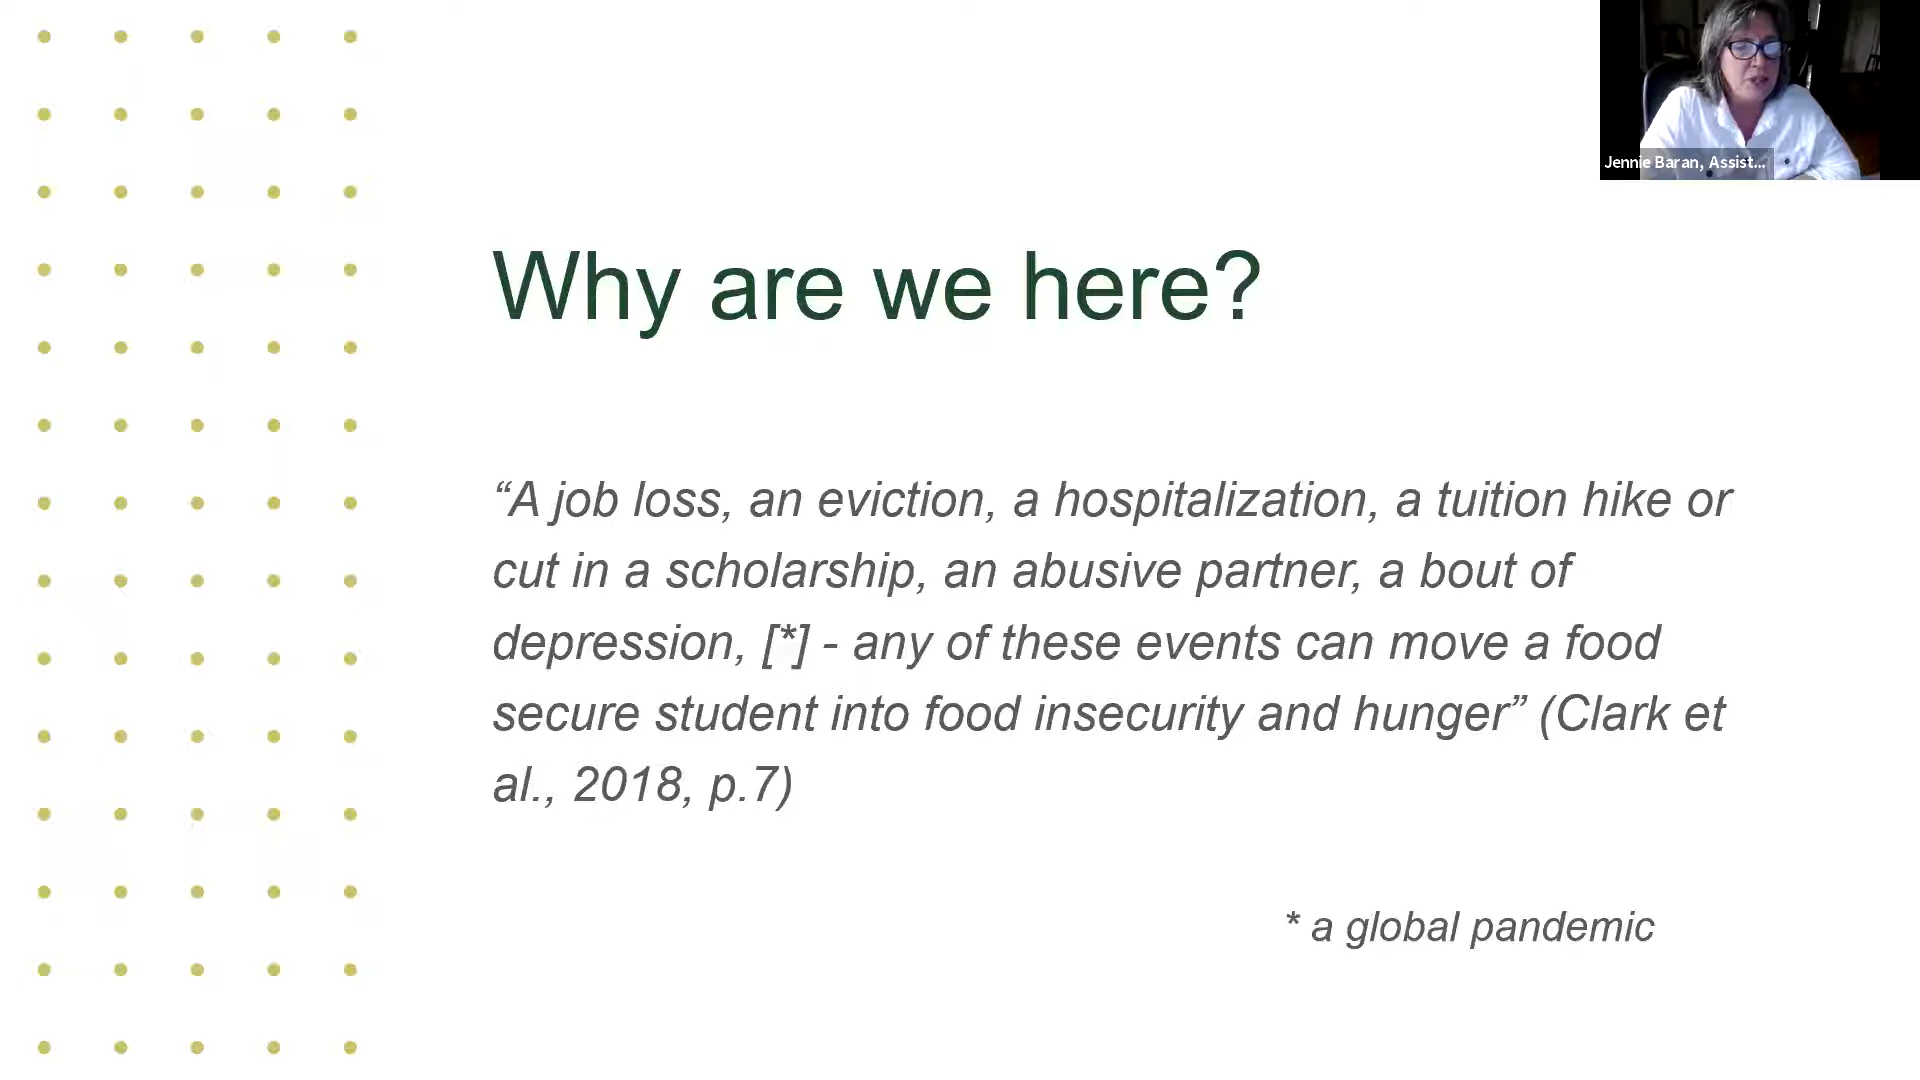 Jennie Baran, Assist...
Why are we here?
“A job loss, an eviction, a hospitalization, a tuition hike or
cut in a scholarship, an abusive partner, a bout of
depression, [*] - any of these events can move a food
secure student into food insecurity and hunger” (Clark et
al., 2018, p.7)
* a global pandemic